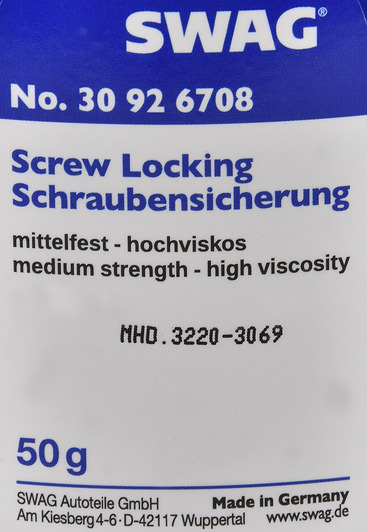 SWAG®
No. 30 92 6708
Screw Locking
Schraubensicherung
mittelfest - hochviskos
medium strength - high viscosity
MHD.3220-3069
50 g
SWAG Autoteile GmbH
Am Kiesberg 4-6 · D-42117 Wuppertal
Made in Germany
www.swag.de